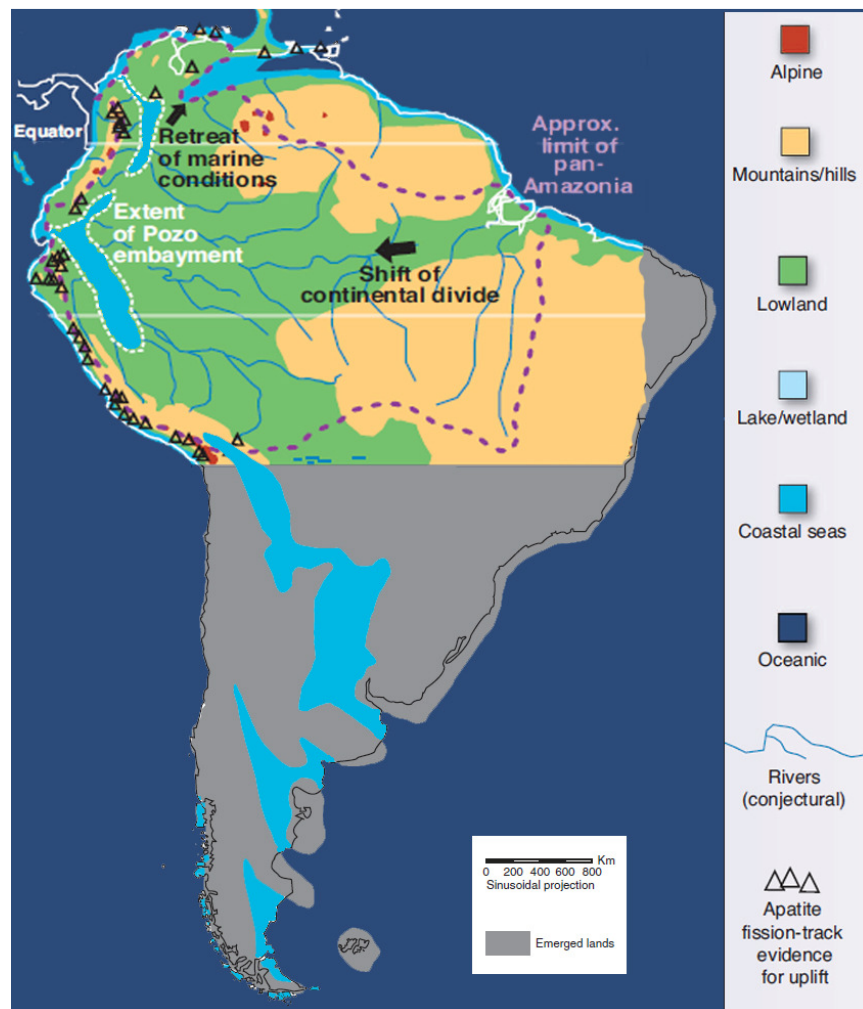 Equator
Retreat
of marine
conditions
Approx.
limit of
pan-
Amazonia
Extent
of Pozo
embayment
Shift of
continental divide
Km
0 200 400 600 800
Sinusoidal projection
Emerged lands
Alpine
Mountains/hills
Lowland
Lake/wetland
Coastal seas
Oceanic
Rivers
(conjectural)
Apatite
fission-track
evidence
for uplift